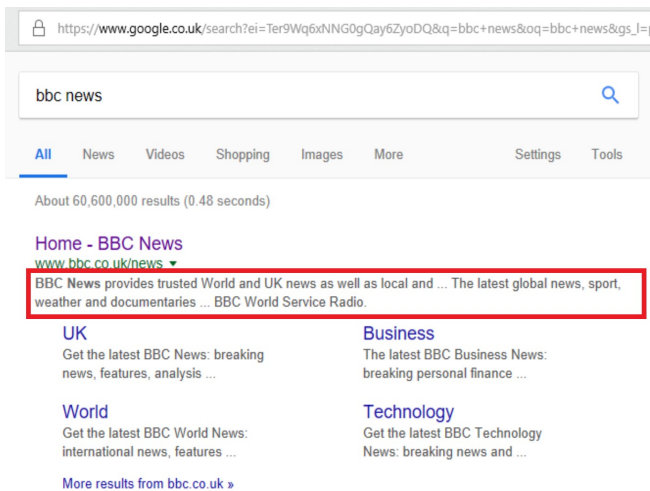 https://www.google.co.uk/search?ei=Ter9Wq6xNNG0gQay6ZyoDQ&q=bbc+news&oq=bbc+news&gs_l=
bbc news
All News Videos Shopping Images More Settings Tools
About 60,600,000 results (0.48 seconds)
Home - BBC News
www.bbc.co.uk/news
BBC News provides trusted World and UK news as well as local and ... The latest global news, sport,
weather and documentaries ... BBC World Service Radio.
UK
Get the latest BBC News: breaking
news, features, analysis ...
Business
The latest BBC Business News:
breaking personal finance ...
World
Get the latest BBC World News:
international news, features ...
Technology
Get the latest BBC Technology
News: breaking news and ...
More results from bbc.co.uk »